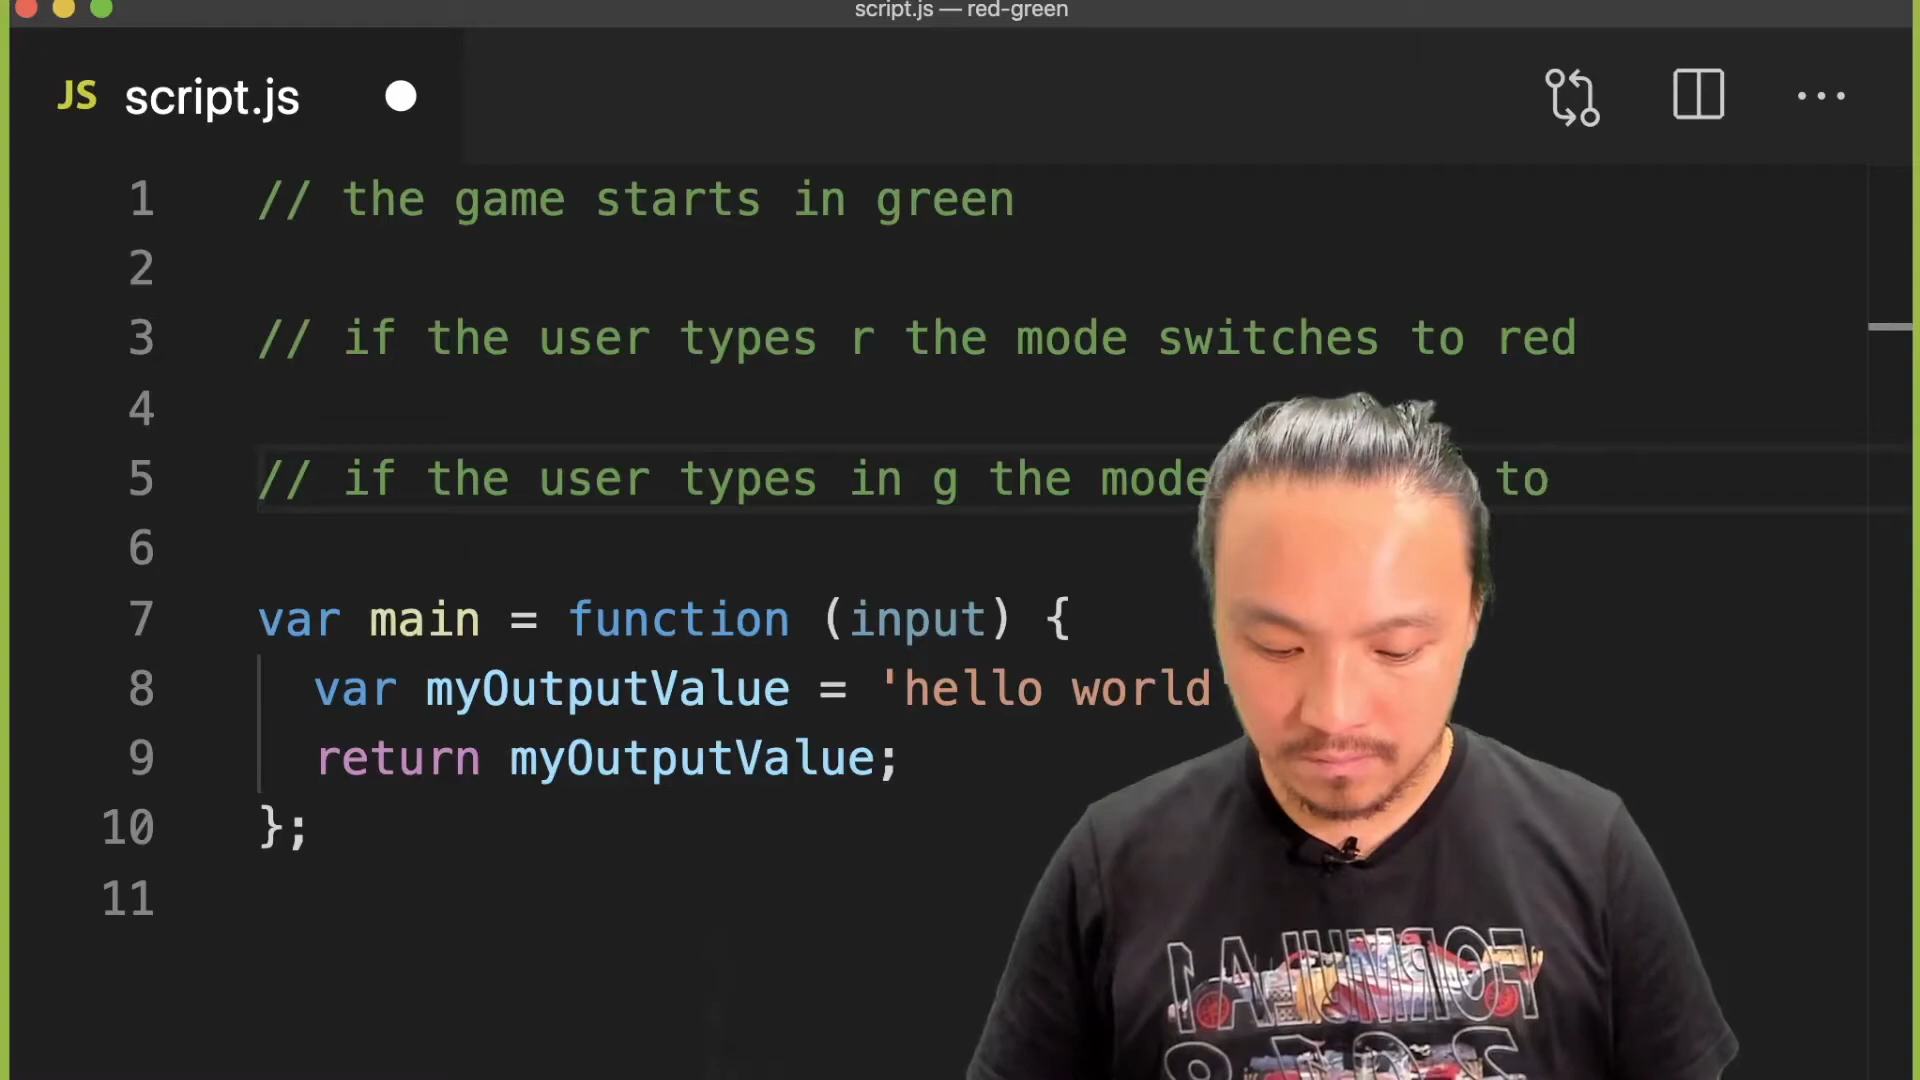 script.js — red-green
JS script.js
1 // the game starts in green
2
3 // if the user types r the mode switches to red
4
5 // if the user types in g the mode to
6
7 var main = function (input) {
8 var myOutputValue = 'hello world'
9 return myOutputValue;
10 };
11
FORMULA 1